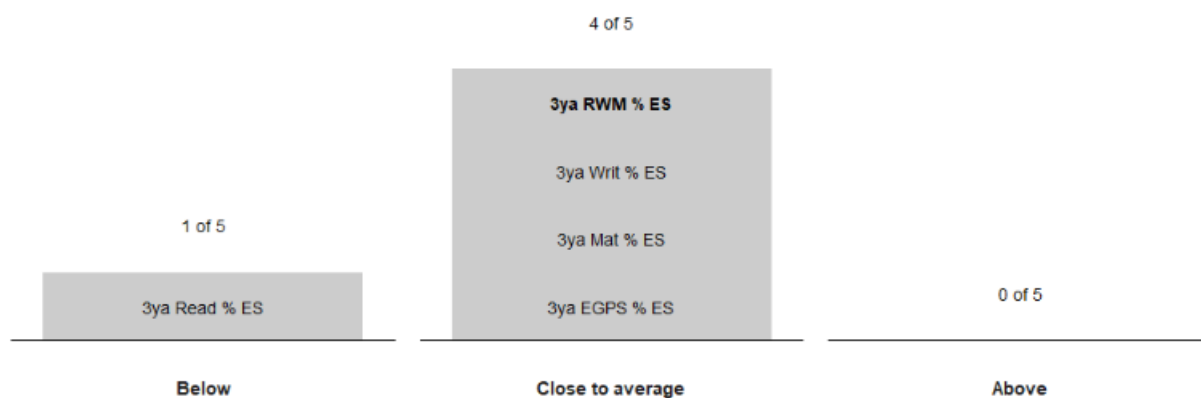 4 of 5
3ya RWM % ES
3ya Writ % ES
1 of 5
3ya Mat % ES
0 of 5
3ya Read % ES
3ya EGPS % ES
Below
Close to average
Above